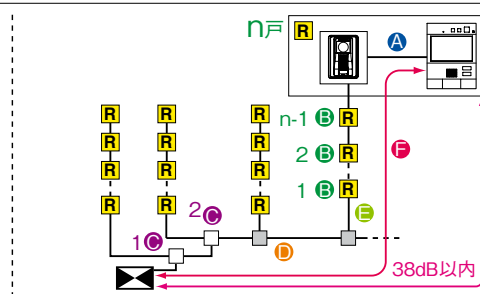 n戸 R
A
R R R n-1 B R
R R R 2 B R
F
R R R
R R R 1 B R
E
2 C
1 C
D
38dB以内